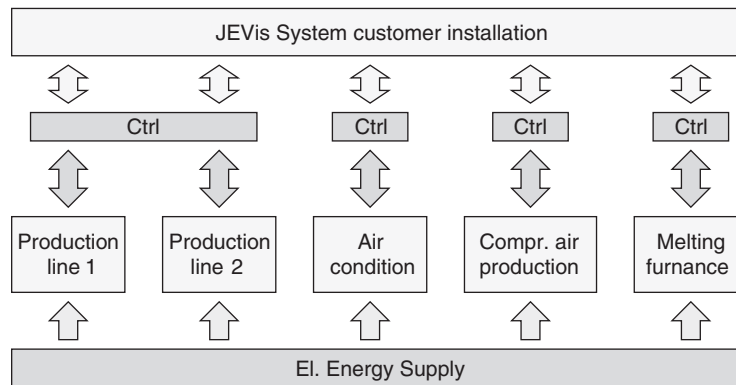 JEVis System customer installation
Ctrl
Ctrl
Ctrl
Ctrl
Production
line 1
Production
line 2
Air
condition
Compr. air
production
Melting
furnance
El. Energy Supply